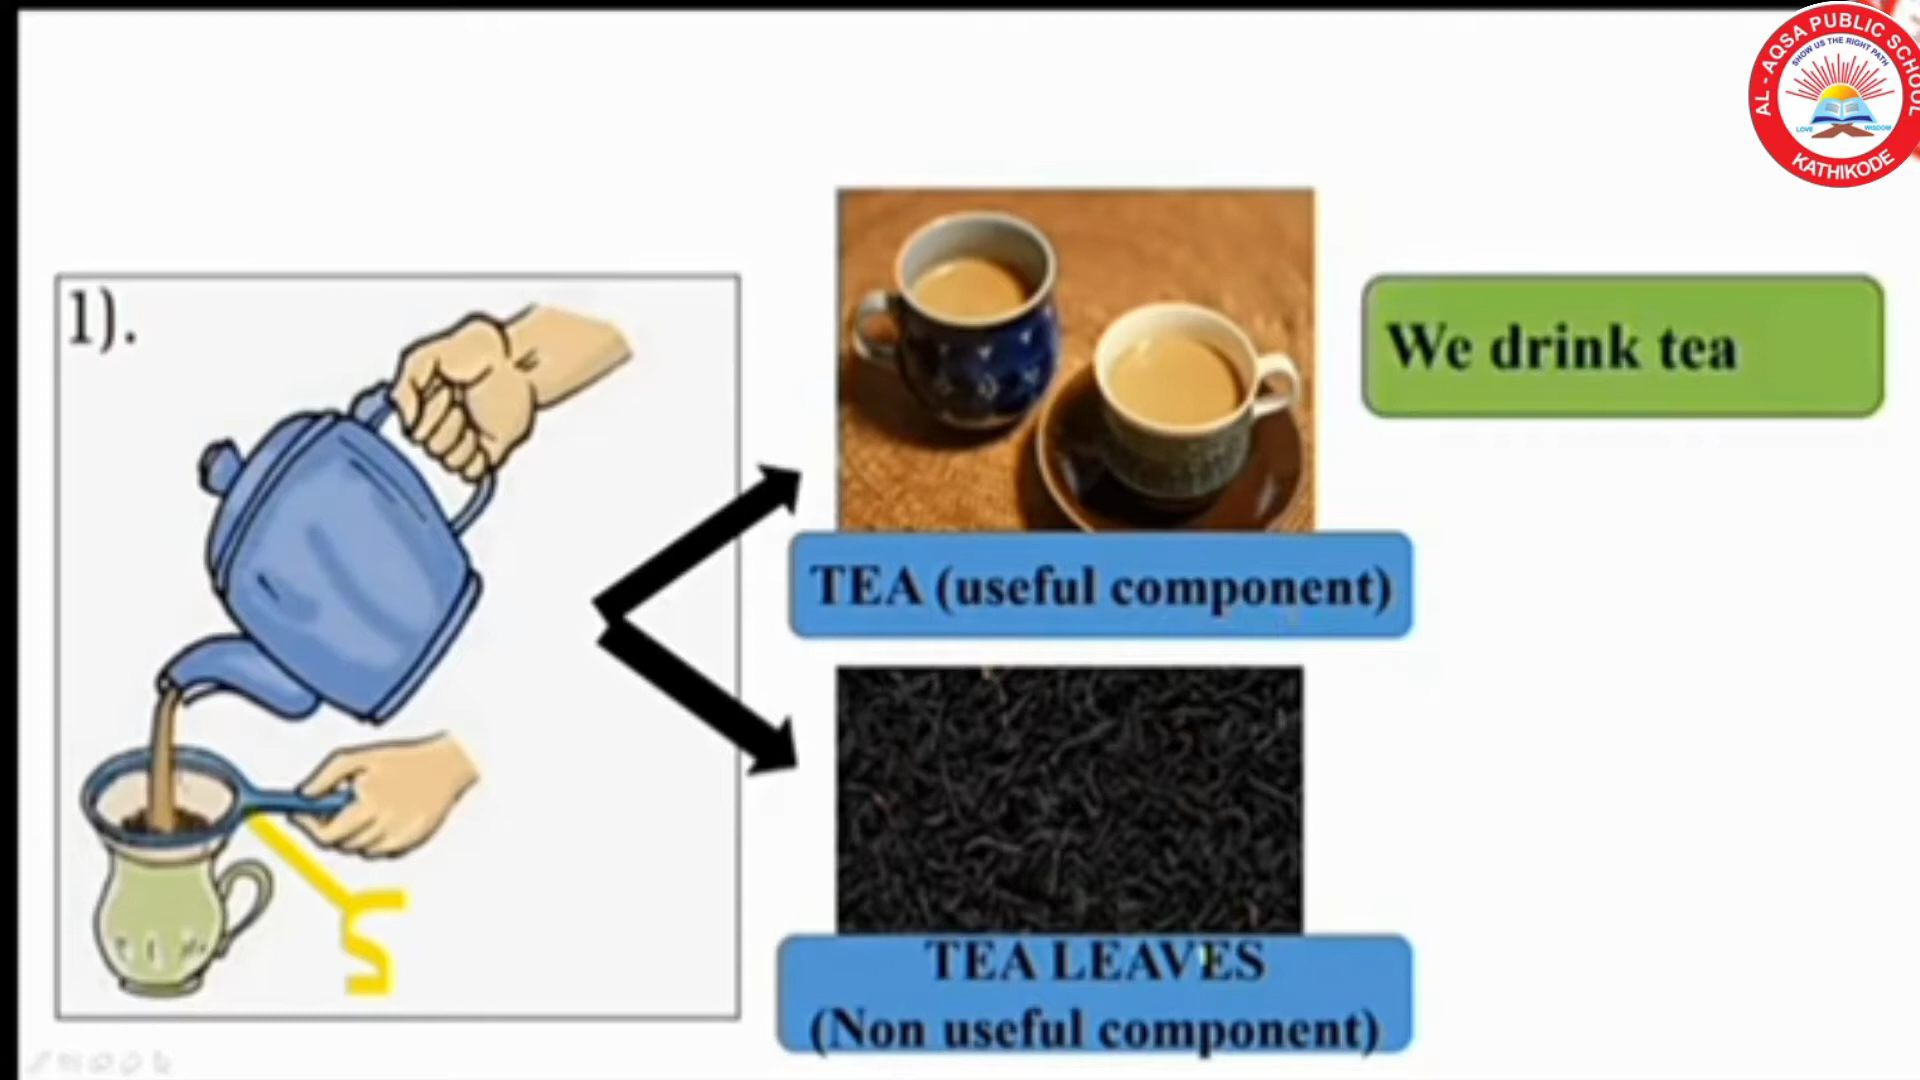 AL - AQSA PUBLIC SCHOOL
SHOW US THE RIGHT PATH
LOVE
WISDOM
KATHIKODE
1).
We drink tea
TEA (useful component)
TEA LEAVES
(Non useful component)